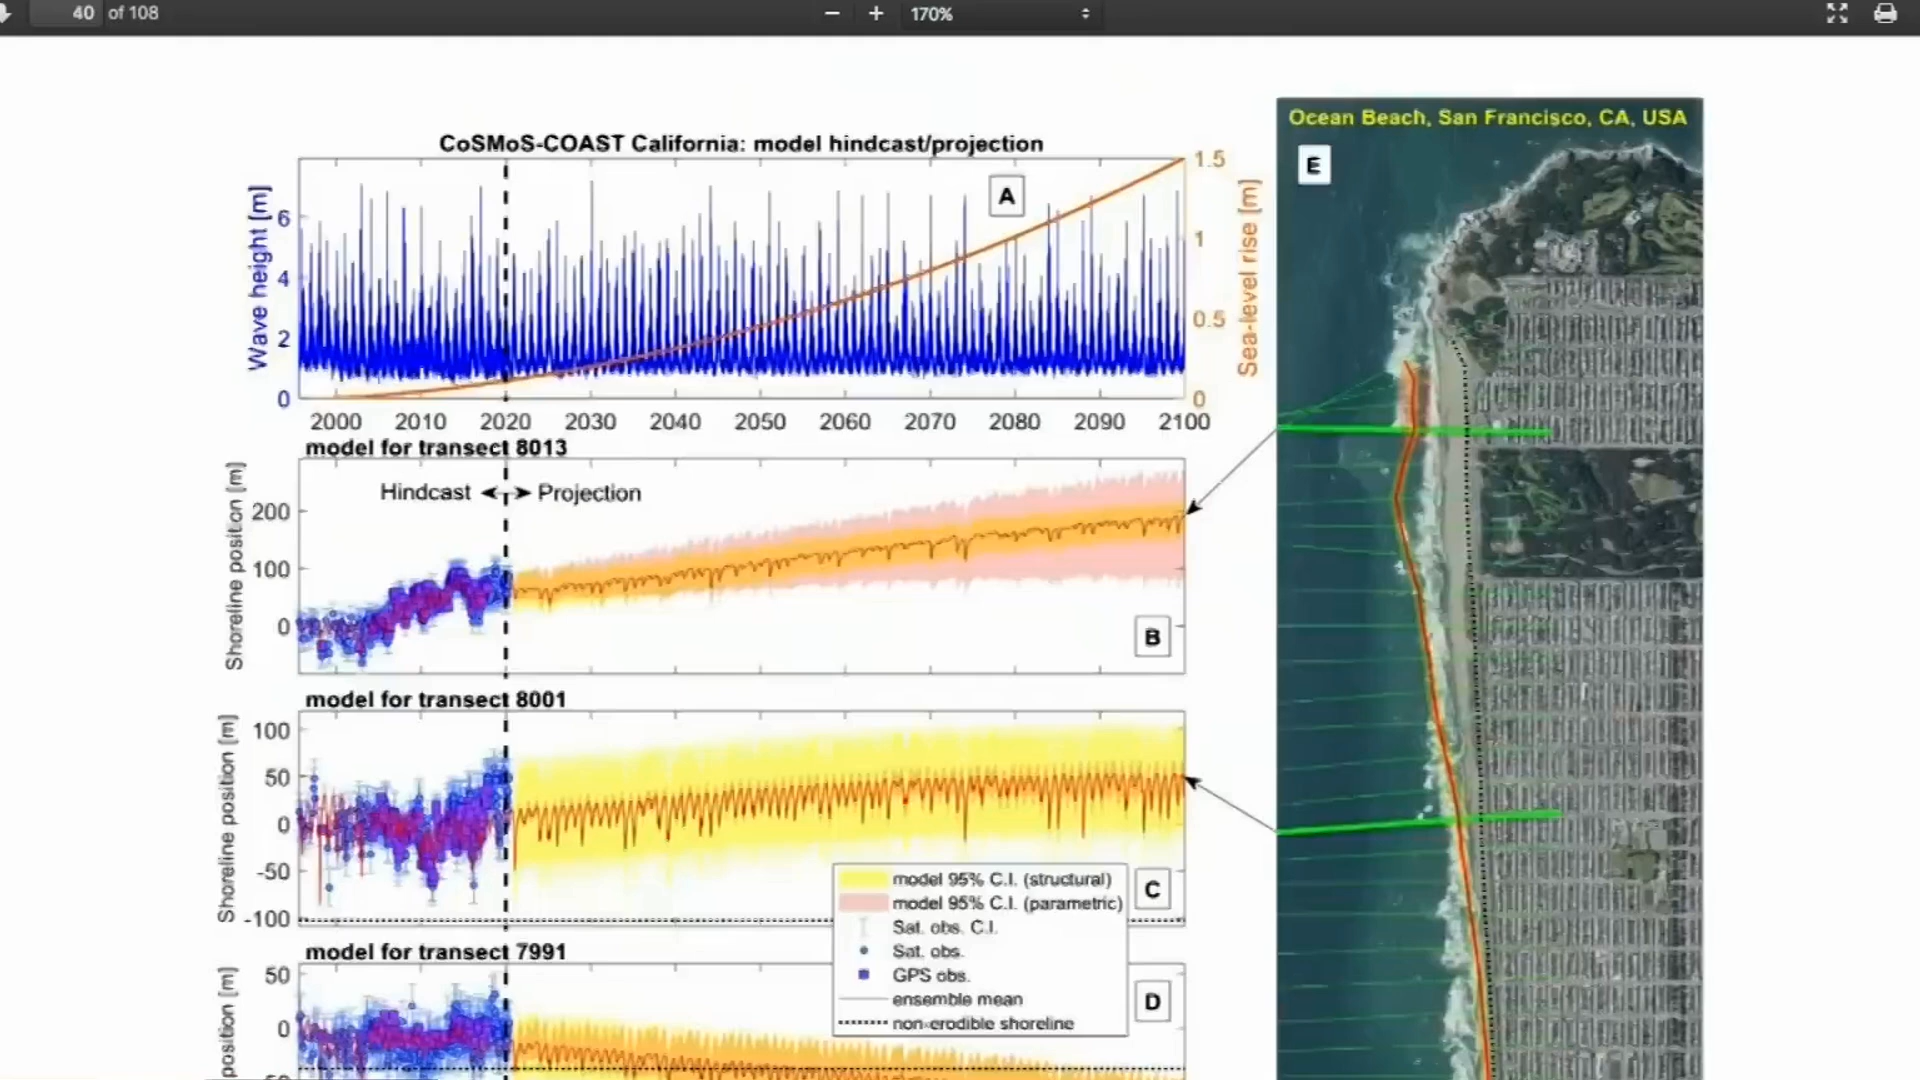 40 of 108
170%
CoSMoS-COAST California: model hindcast/projection
A
Wave height [m]
6
4
2
0
1.5
1
0.5
0
Sea-level rise [m]
2000 2010 2020 2030 2040 2050 2060 2070 2080 2090 2100
model for transect 8013
Hindcast Projection
Shoreline position [m]
200
100
0
B
model for transect 8001
Shoreline position [m]
100
50
0
-50
-100
C
model 95% C.I. (structural)
model 95% C.I. (parametric)
Sat. obs. C.I.
Sat. obs.
GPS obs.
ensemble mean
non-erodible shoreline
model for transect 7991
position [m]
50
0
D
Ocean Beach, San Francisco, CA, USA
E